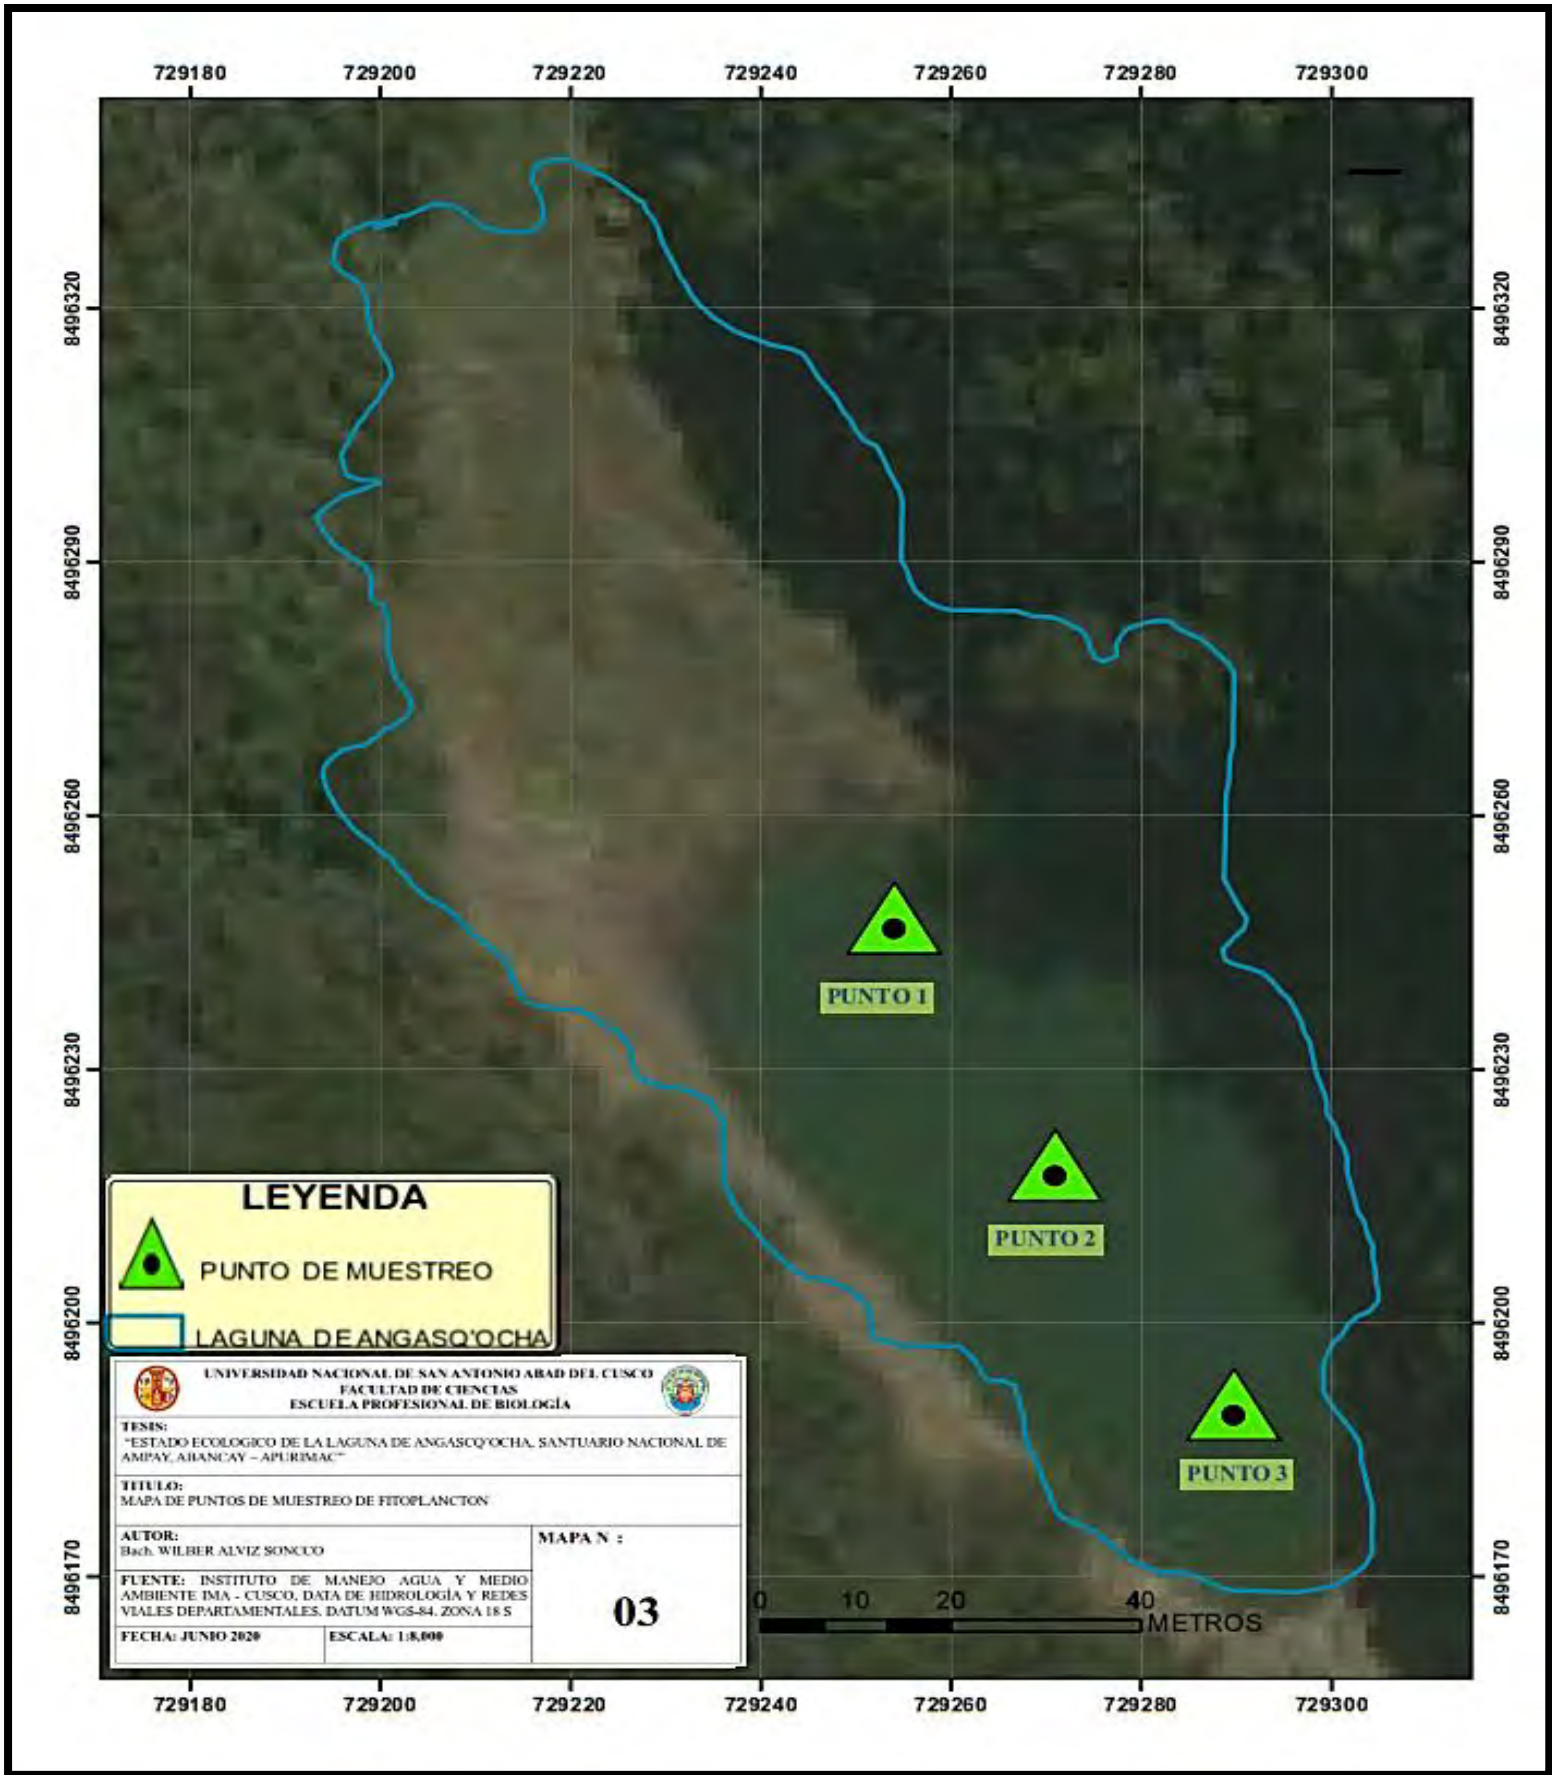 729180 729200 729220 729240 729260 729280 729300
8496320 8496320
8496290 8496290
8496260 8496260
PUNTO 1
8496230 8496230
PUNTO 2
LEYENDA
PUNTO DE MUESTREO
8496200 8496200
LAGUNA DE ANGASQ'OCHA
UNIVERSIDAD NACIONAL DE SAN ANTONIO ABAD DEL CUSCO
FACULTAD DE CIENCIAS
ESCUELA PROFESIONAL DE BIOLOGÍA
TESIS:
"ESTADO ECOLOGICO DE LA LAGUNA DE ANGASCQ'OCHA, SANTUARIO NACIONAL DE
AMPAY, ABANCAY – APURIMAC"
TITULO:
MAPA DE PUNTOS DE MUESTREO DE FITOPLANCTON
AUTOR:
Bach. WILBER ALVIZ SONCCO
FUENTE: INSTITUTO DE MANEJO AGUA Y MEDIO
AMBIENTE IMA - CUSCO, DATA DE HIDROLOGÍA Y REDES
VIALES DEPARTAMENTALES. DATUM WGS-84. ZONA 18 S
FECHA: JUNIO 2020 ESCALA: 1:8,000
MAPA N :
03
PUNTO 3
8496170 8496170
0 10 20 40
METROS
729180 729200 729220 729240 729260 729280 729300